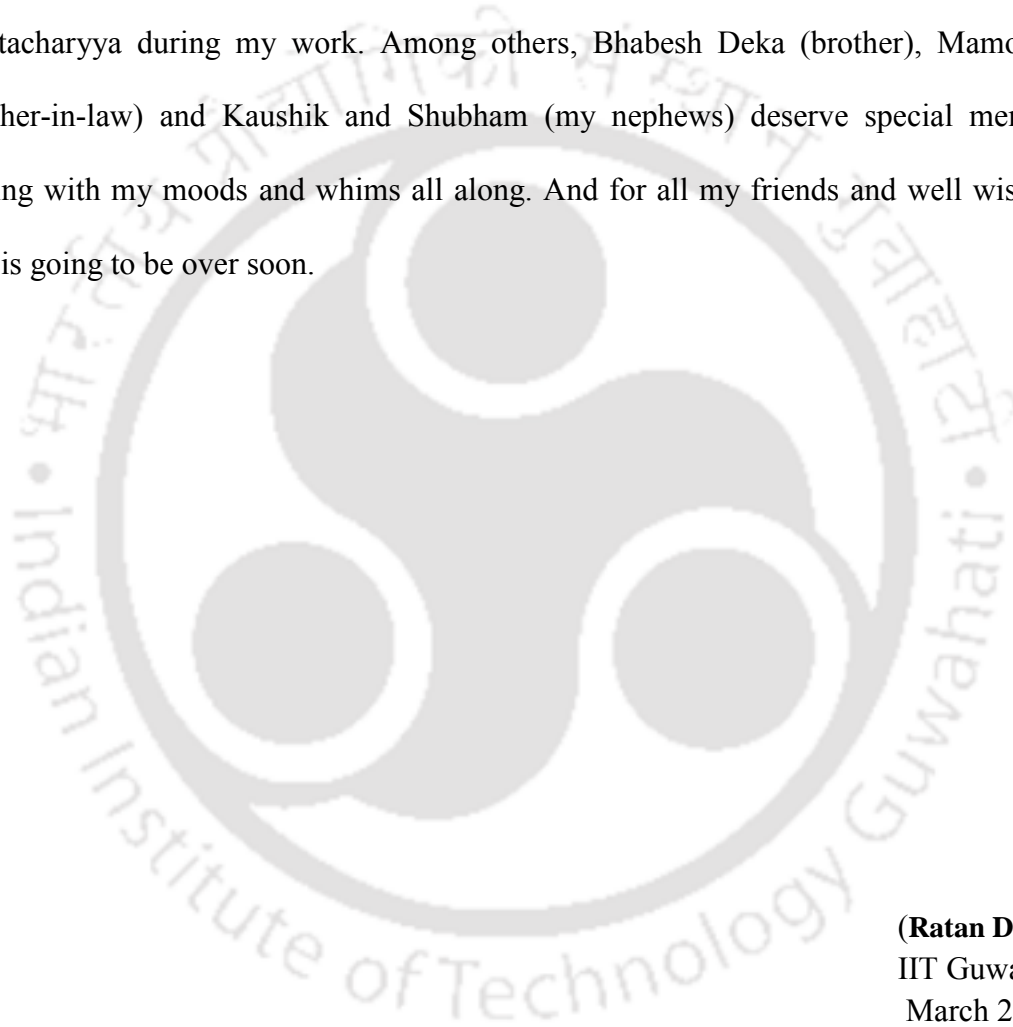 tacharyya during my work. Among others, Bhabesh Deka (brother), Mamo
her-in-law) and Kaushik and Shubham (my nephews) deserve special mer
ng with my moods and whims all along. And for all my friends and well wis
is going to be over soon.
भारतीय प्रौद्योगिकी संस्थान गुवाहाटी
Indian Institute of Technology Guwahati
(Ratan D
IIT Guwa
March 2